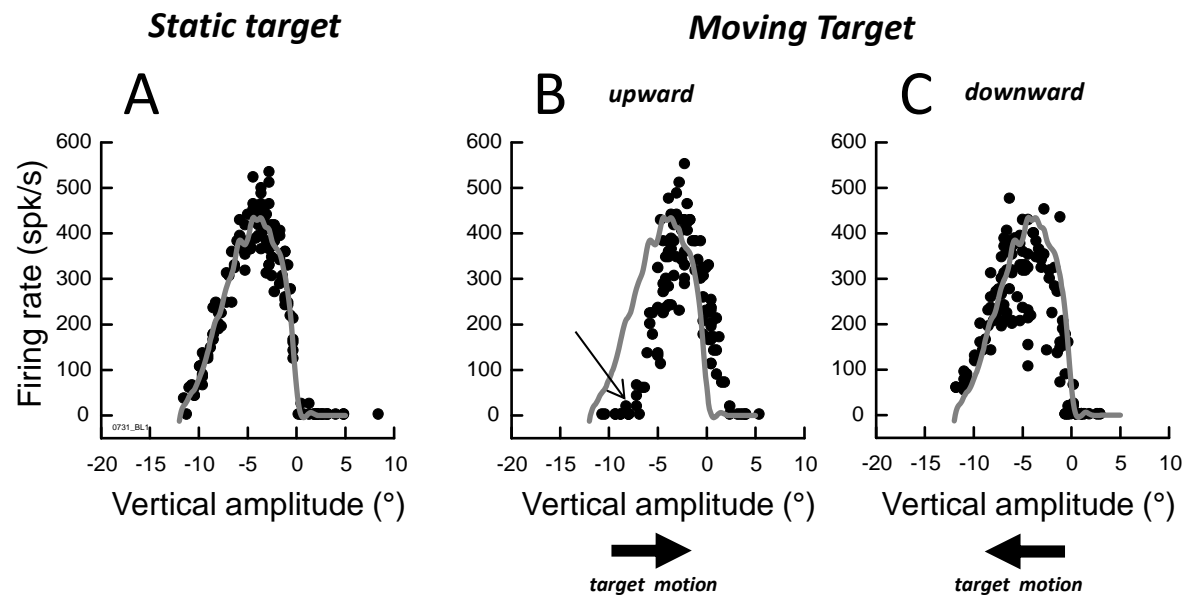 Static target
Moving Target
A
B
upward
C
downward
Firing rate (spk/s)
600
500
400
300
200
100
0
0731_BL1
-20 -15 -10 -5 0 5 10
Vertical amplitude (°)
600
500
400
300
200
100
0
-20 -15 -10 -5 0 5 10
Vertical amplitude (°)
target motion
600
500
400
300
200
100
0
-20 -15 -10 -5 0 5 10
Vertical amplitude (°)
target motion